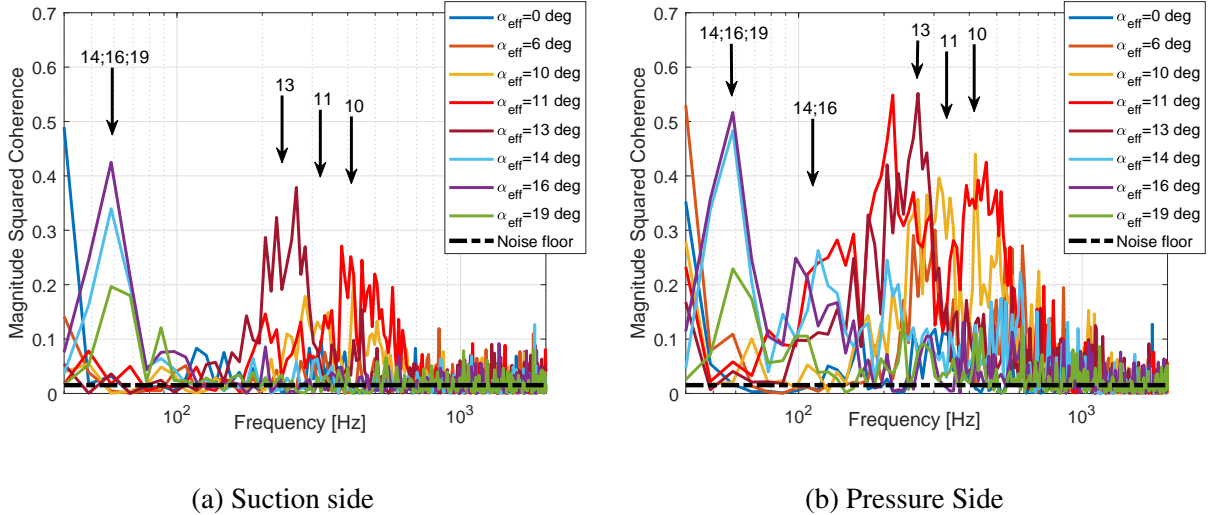 0.7
0.6
0.5
0.4
0.3
0.2
0.1
0
Magnitude Squared Coherence
14;16;19
13
11
10
α_eff=0 deg
α_eff=6 deg
α_eff=10 deg
α_eff=11 deg
α_eff=13 deg
α_eff=14 deg
α_eff=16 deg
α_eff=19 deg
Noise floor
10^2
10^3
Frequency [Hz]
(a) Suction side
0.7
0.6
0.5
0.4
0.3
0.2
0.1
0
Magnitude Squared Coherence
14;16;19
14;16
13
11
10
α_eff=0 deg
α_eff=6 deg
α_eff=10 deg
α_eff=11 deg
α_eff=13 deg
α_eff=14 deg
α_eff=16 deg
α_eff=19 deg
Noise floor
10^2
10^3
Frequency [Hz]
(b) Pressure Side